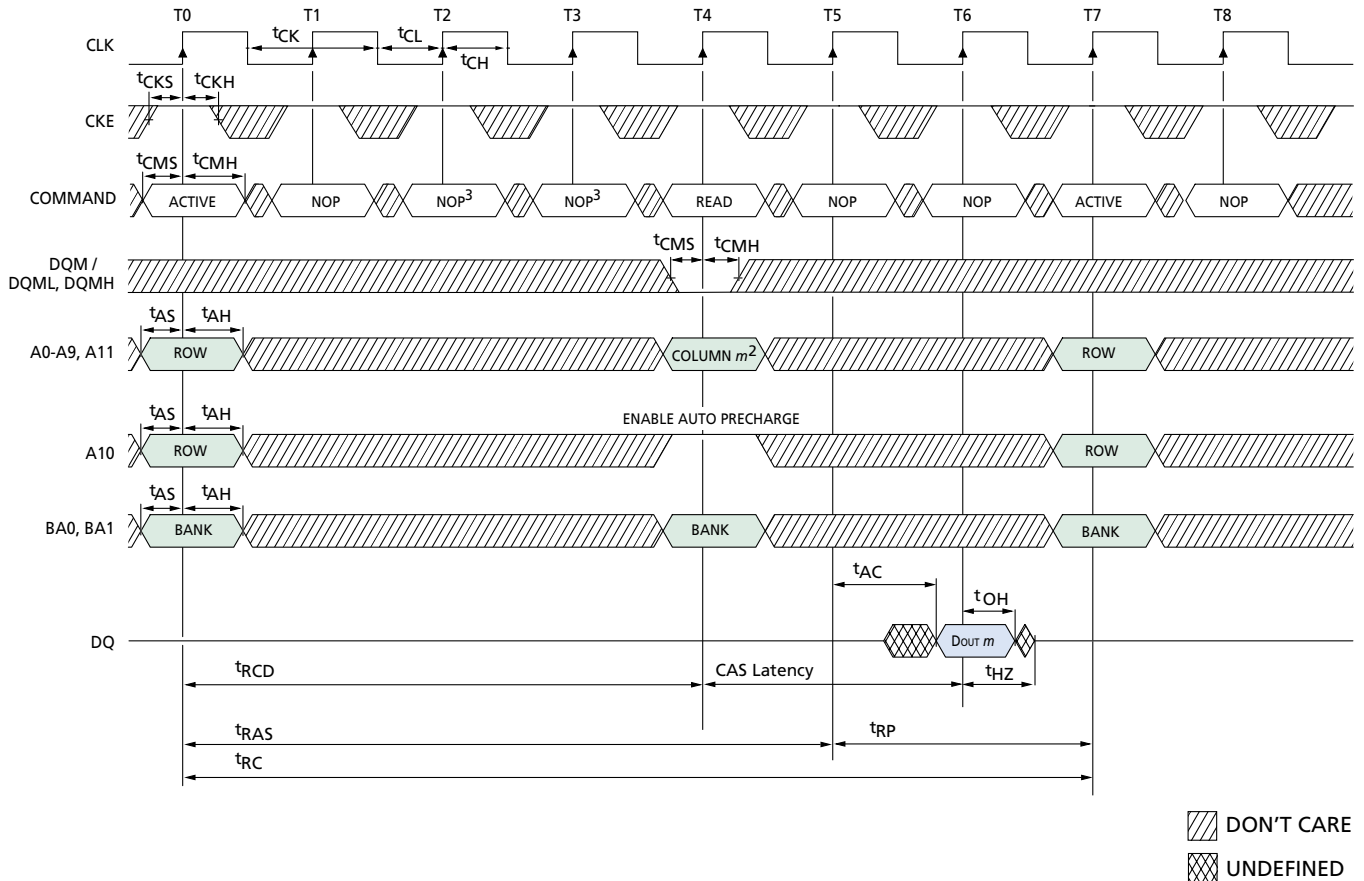 T0 T1 T2 T3 T4 T5 T6 T7 T8
CLK
tCK tCL tCH
tCKS tCKH
CKE
tCMS tCMH
COMMAND ACTIVE NOP NOP3 NOP3 READ NOP NOP ACTIVE NOP
tCMS tCMH
DQM /
DQML, DQMH
tAS tAH
A0-A9, A11 ROW COLUMN m2 ROW
ENABLE AUTO PRECHARGE
tAS tAH
A10 ROW ROW
tAS tAH
BA0, BA1 BANK BANK BANK
tAC
tOH
DQ DOUT m
tRCD CAS Latency tHZ
tRAS tRP
tRC
DON'T CARE
UNDEFINED